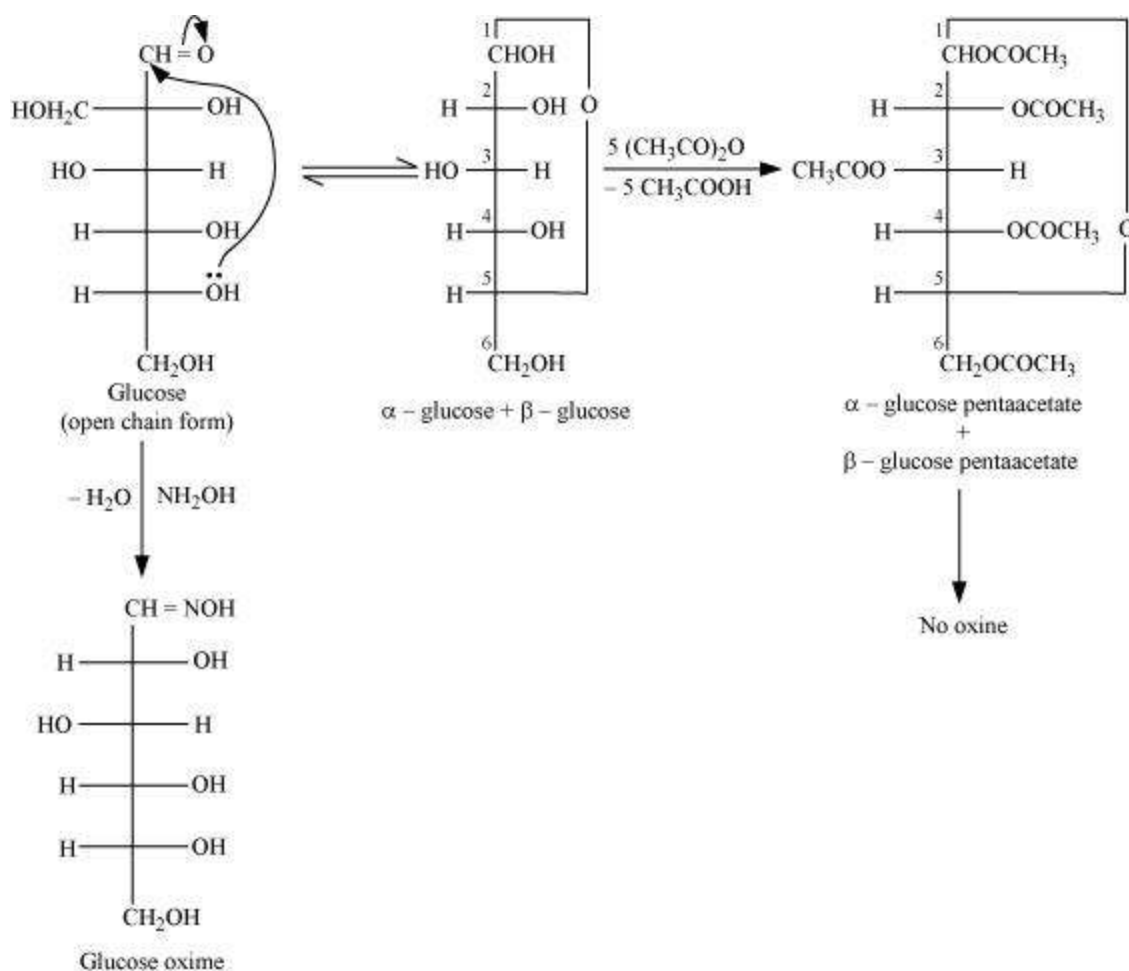 CH = O
HOH₂C OH
HO H
H OH
H OH
CH₂OH
Glucose
(open chain form)
1
CHOH
2
H OH O
3
HO H
4
H OH
5
H
6
CH₂OH
α – glucose + β – glucose
5 (CH₃CO)₂O
– 5 CH₃COOH
1
CHOCOCH₃
2
H OCOCH₃
3
CH₃COO H
4
H OCOCH₃ O
5
H
6
CH₂OCOCH₃
α – glucose pentaacetate
+
β – glucose pentaacetate
No oxine
– H₂O NH₂OH
CH = NOH
H OH
HO H
H OH
H OH
CH₂OH
Glucose oxime